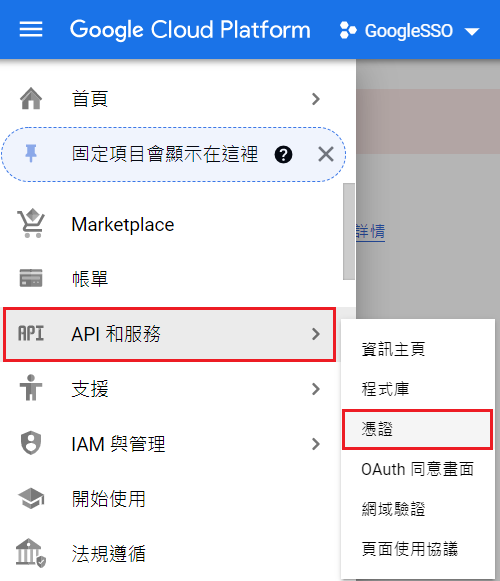 Google Cloud Platform
GoogleSSO
首頁
固定項目會顯示在這裡
Marketplace
詳情
帳單
API API 和服務
資訊主頁
支援
程式庫
憑證
IAM 與管理
OAuth 同意畫面
開始使用
網域驗證
法規遵循
頁面使用協議